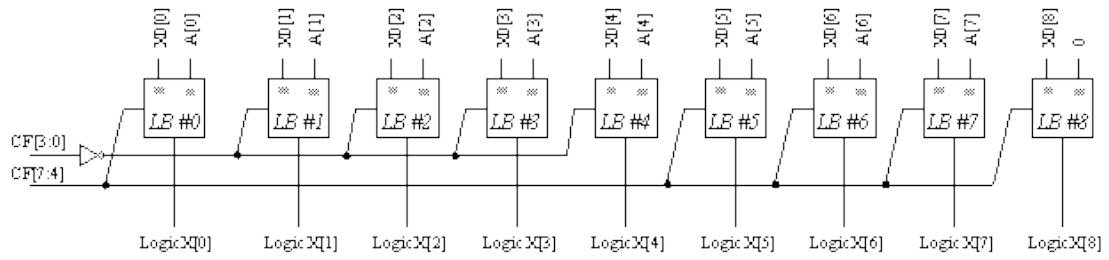 XD[0] A[0] XD[1] A[1] XD[2] A[2] XD[3] A[3] XD[4] A[4] XD[5] A[5] XD[6] A[6] XD[7] A[7] XD[8] 0
LB #0 LB #1 LB #2 LB #3 LB #4 LB #5 LB #6 LB #7 LB #8
CF[3:0]
CF[7:4]
LogicX[0] LogicX[1] LogicX[2] LogicX[3] LogicX[4] LogicX[5] LogicX[6] LogicX[7] LogicX[8]